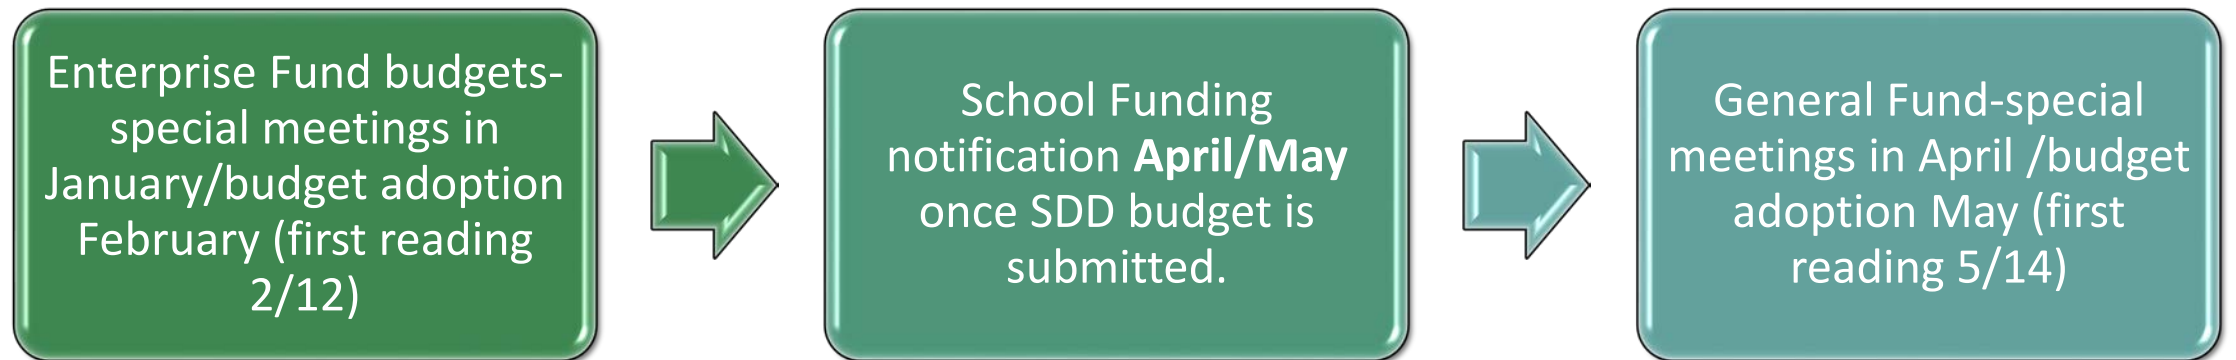 Enterprise Fund budgets-
special meetings in
January/budget adoption
February (first reading
2/12)
School Funding
notification April/May
once SDD budget is
submitted.
General Fund-special
meetings in April /budget
adoption May (first
reading 5/14)